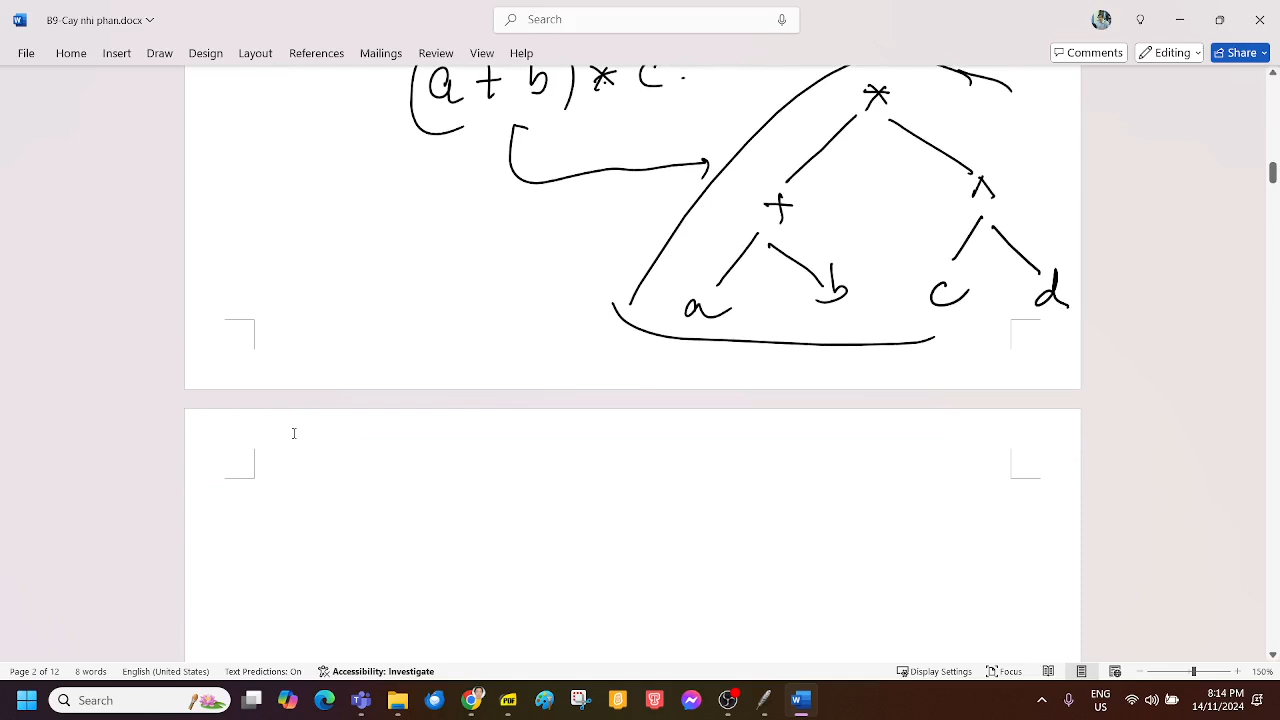 B9-Cay nhi phan.docx
Search
File Home Insert Draw Design Layout References Mailings Review View Help
Comments Editing Share
(a + b) * c
*
+ ^
a b c d
Page 2 of 12 8 words English (United States) Text Predictions: On Accessibility: Investigate Display Settings Focus 150%
Search
PDF
ENG
US
8:14 PM
14/11/2024